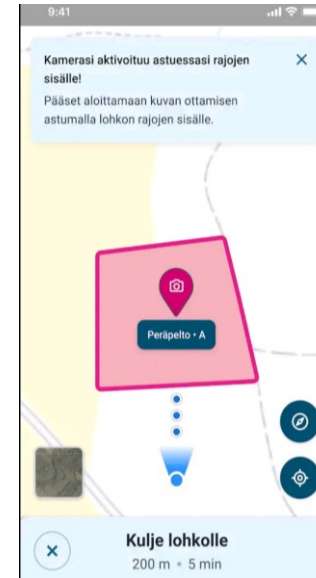 9:41
Kamerasi aktivoituu astuessasi rajojen
sisälle!
Pääset aloittamaan kuvan ottamisen
astumalla lohkon rajojen sisälle.
Peräpelto • A
Kulje lohkolle
200 m • 5 min